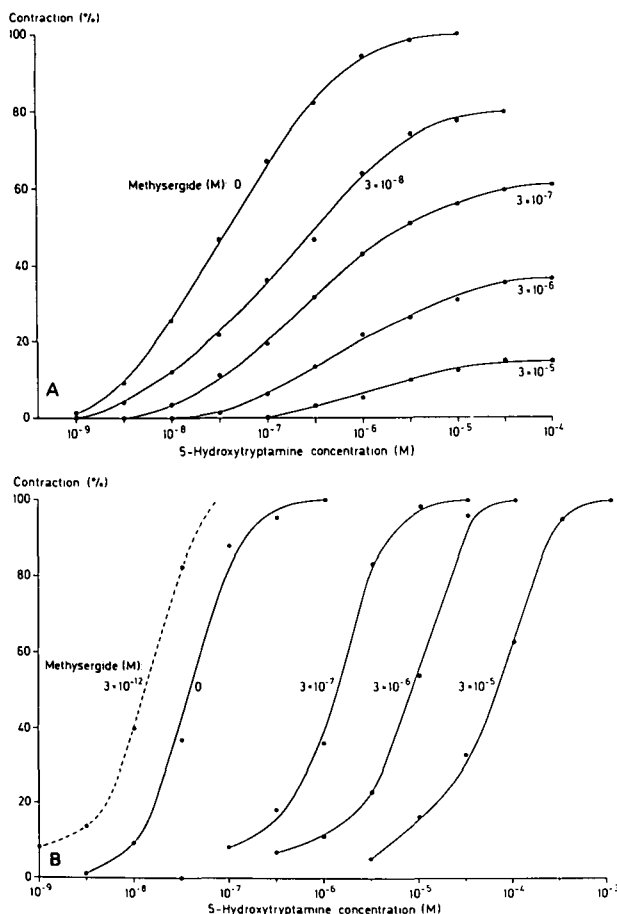 Contraction (%)
100
80
60
40
20
0
A
Methysergide (M): 0
3×10⁻⁸
3×10⁻⁷
3×10⁻⁶
3×10⁻⁵
10⁻⁹ 10⁻⁸ 10⁻⁷ 10⁻⁶ 10⁻⁵ 10⁻⁴
5-Hydroxytryptamine concentration (M)
Contraction (%)
100
80
60
40
20
0
B
Methysergide (M):
3×10⁻¹² 0 3×10⁻⁷ 3×10⁻⁶ 3×10⁻⁵
10⁻⁹ 10⁻⁸ 10⁻⁷ 10⁻⁶ 10⁻⁵ 10⁻⁴ 10⁻³
5-Hydroxytryptamine concentration (M)